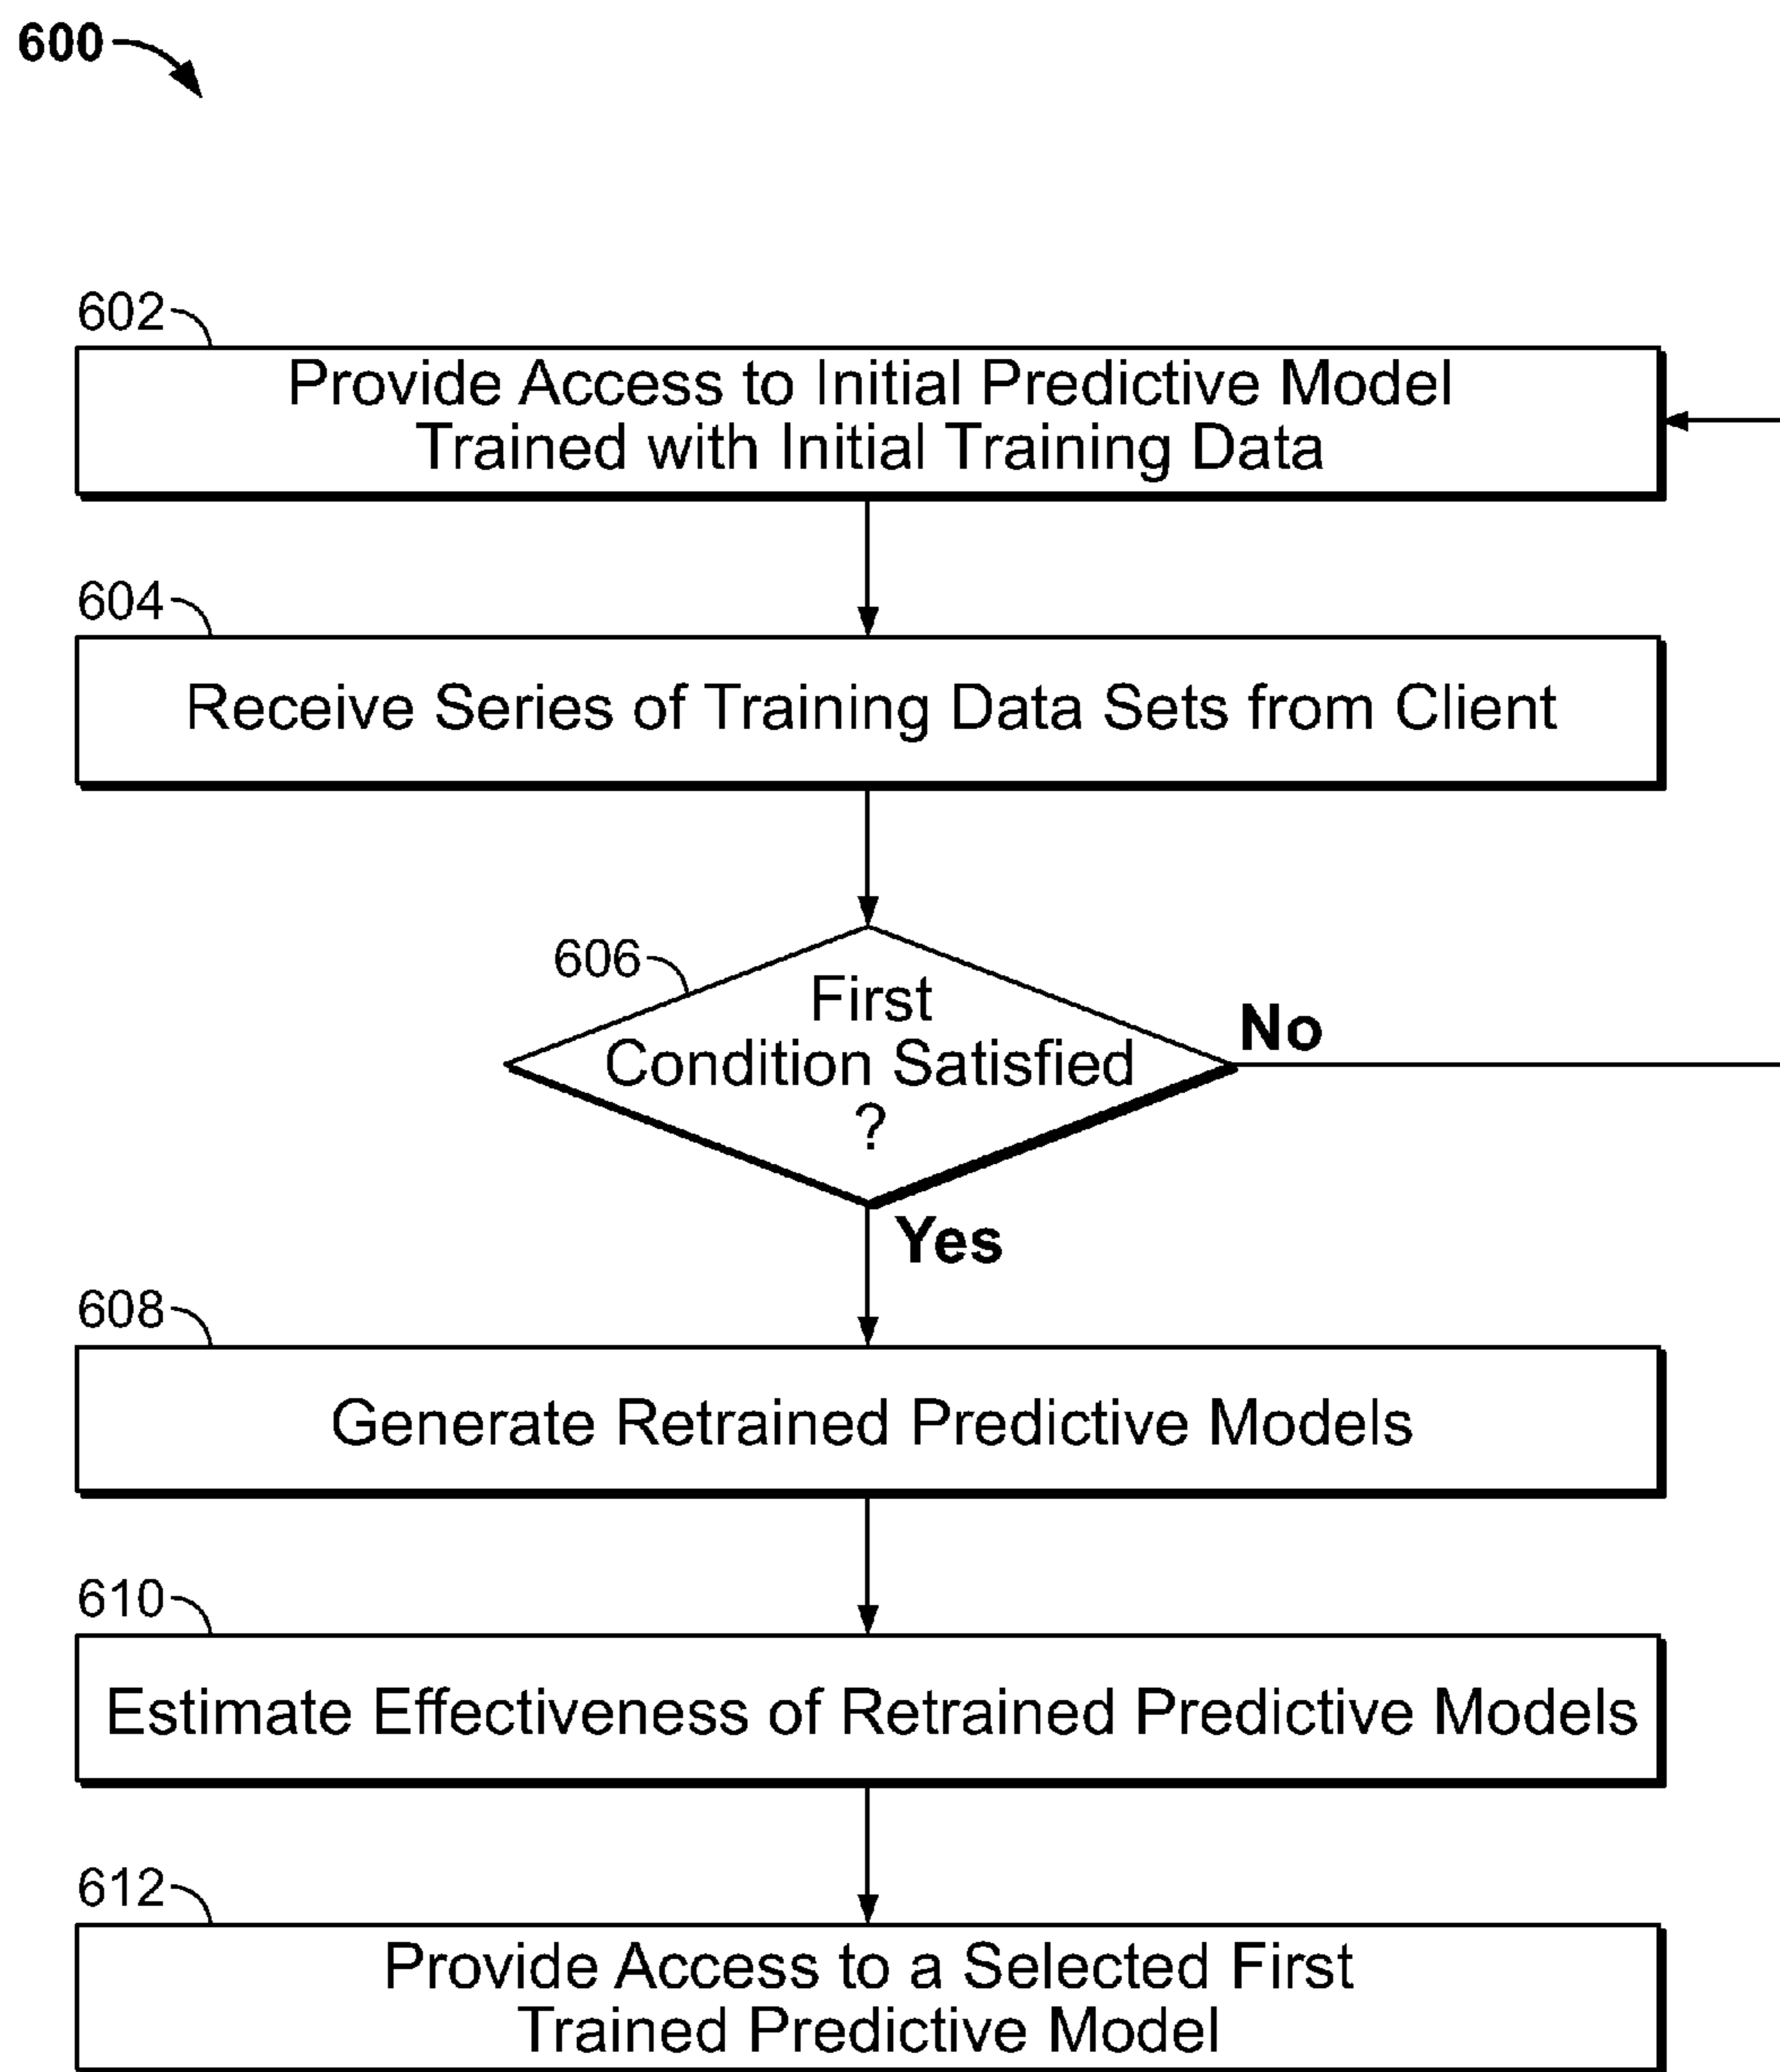 600
602
Provide Access to Initial Predictive Model
Trained with Initial Training Data
604
Receive Series of Training Data Sets from Client
606
First
Condition Satisfied
?
No
Yes
608
Generate Retrained Predictive Models
610
Estimate Effectiveness of Retrained Predictive Models
612
Provide Access to a Selected First
Trained Predictive Model